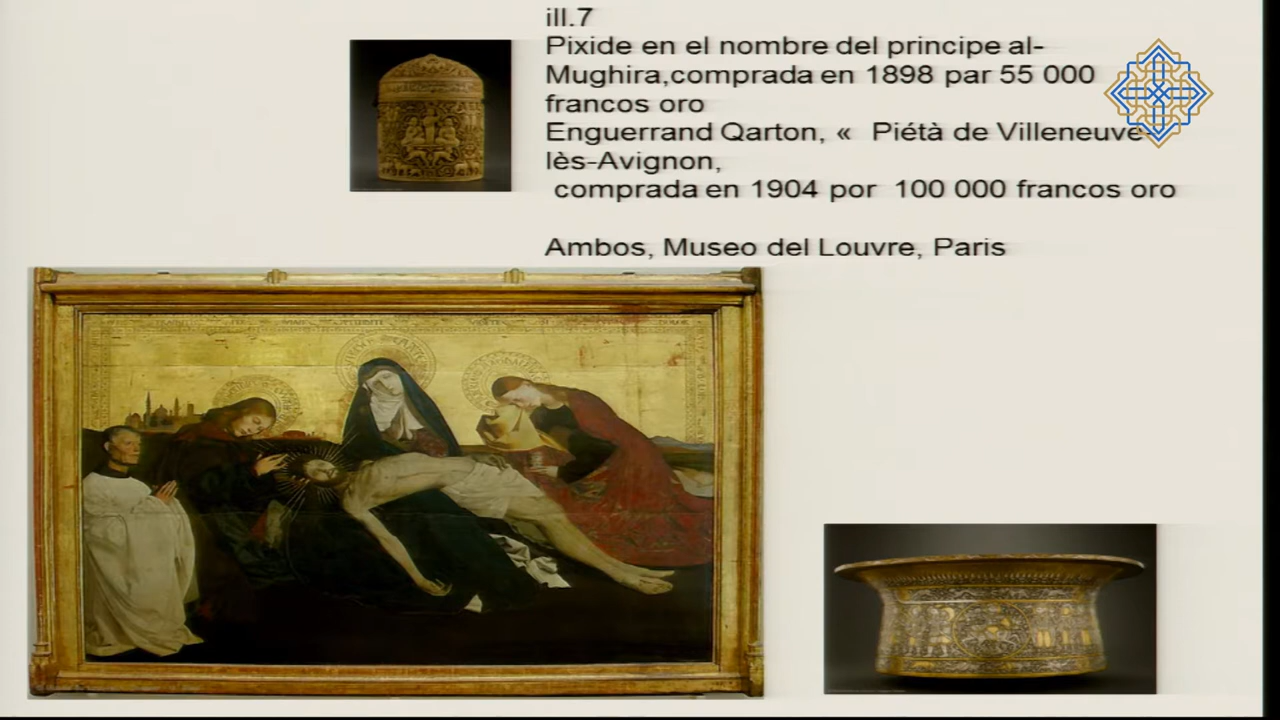 ill.7
Pixide en el nombre del principe al-
Mughira,comprada en 1898 par 55 000
francos oro
Enguerrand Qarton, « Piétà de Villeneuve-
lès-Avignon,
comprada en 1904 por 100 000 francos oro
Ambos, Museo del Louvre, Paris